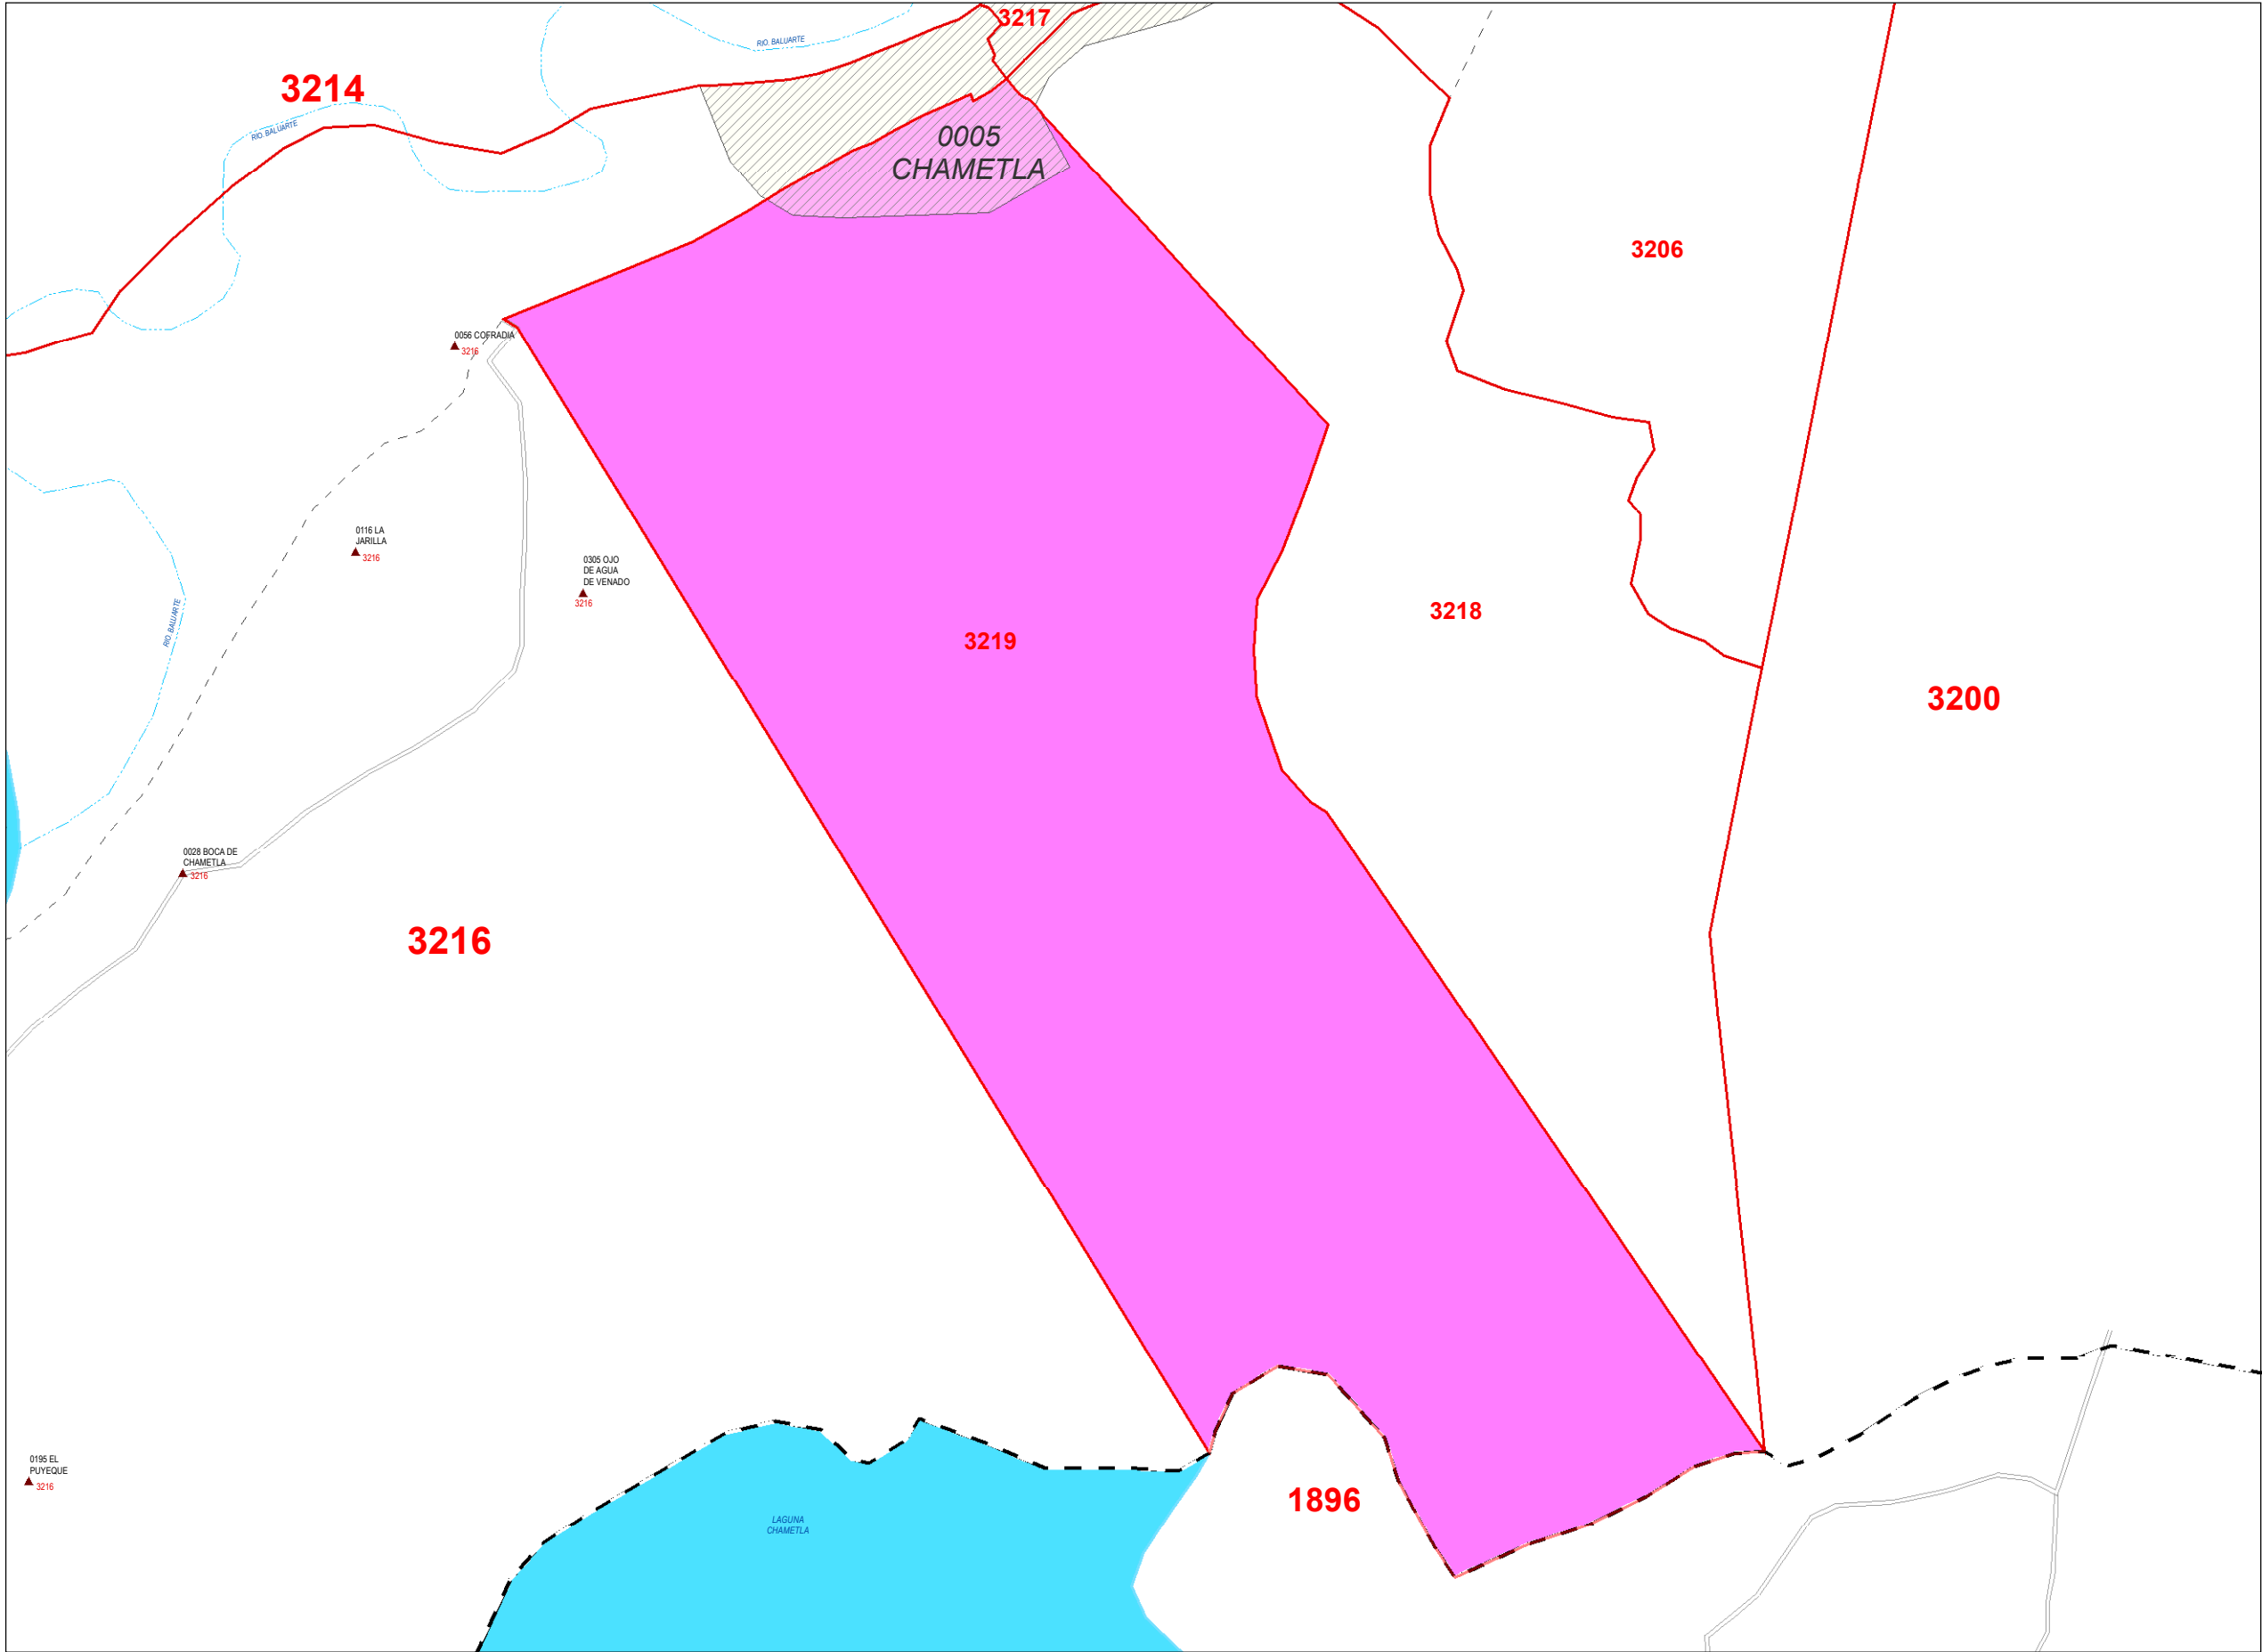 3217
RIO. BALUARTE
3214
RIO. BALUARTE
0005
CHAMETLA
3206
0056 COFRADIA
3216
0116 LA
JARILLA
3216
0305 OJO
DE AGUA
DE VENADO
3216
RIO. BALUARTE
3218
3219
3200
0028 BOCA DE
CHAMETLA
3216
3216
0195 EL
PUYEQUE
3216
1896
LAGUNA
CHAMETLA